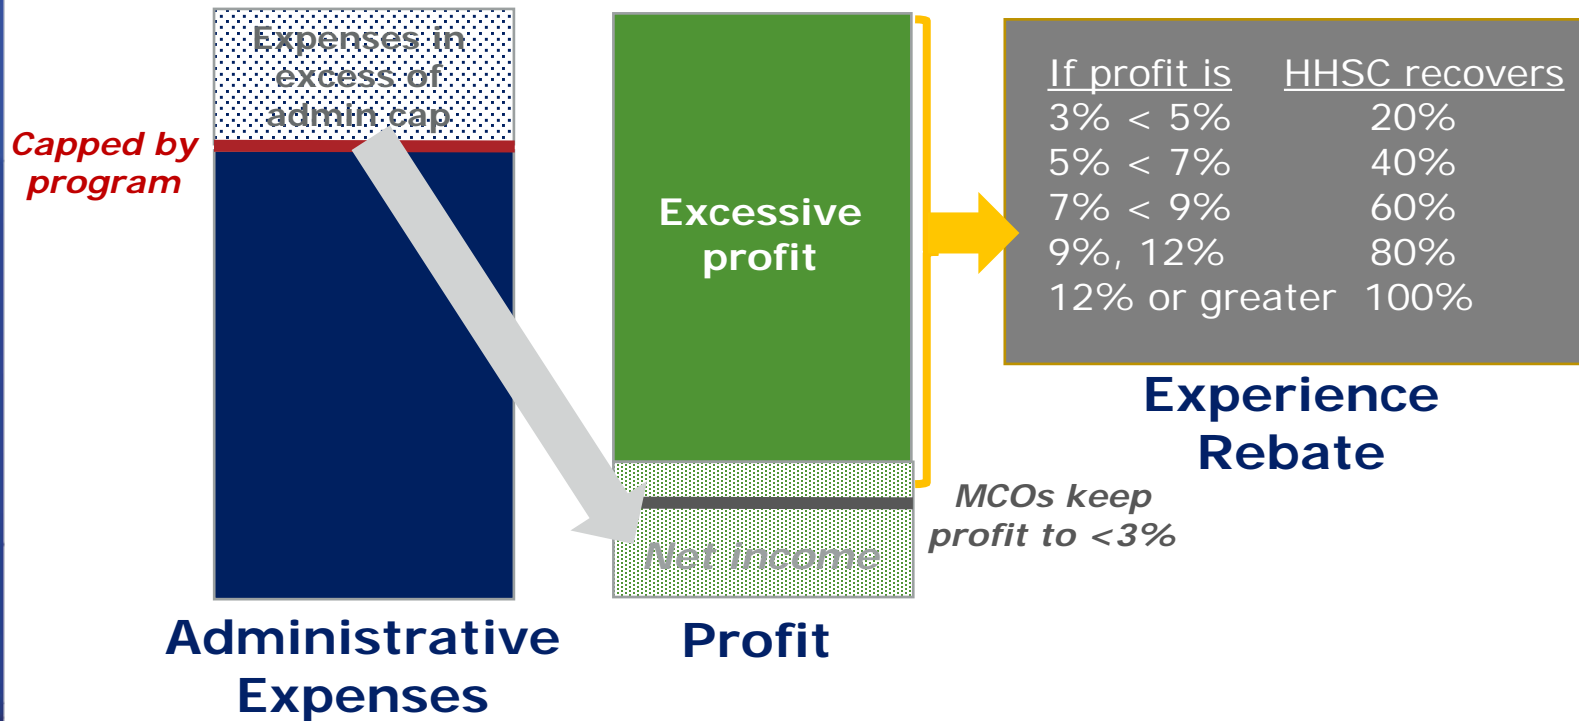 Expenses in
excess of
admin cap
Capped by
program
Administrative
Expenses
Excessive
profit
Net income
Profit
MCOs keep
profit to <3%
If profit is HHSC recovers
3% < 5% 20%
5% < 7% 40%
7% < 9% 60%
9%, 12% 80%
12% or greater 100%
Experience
Rebate